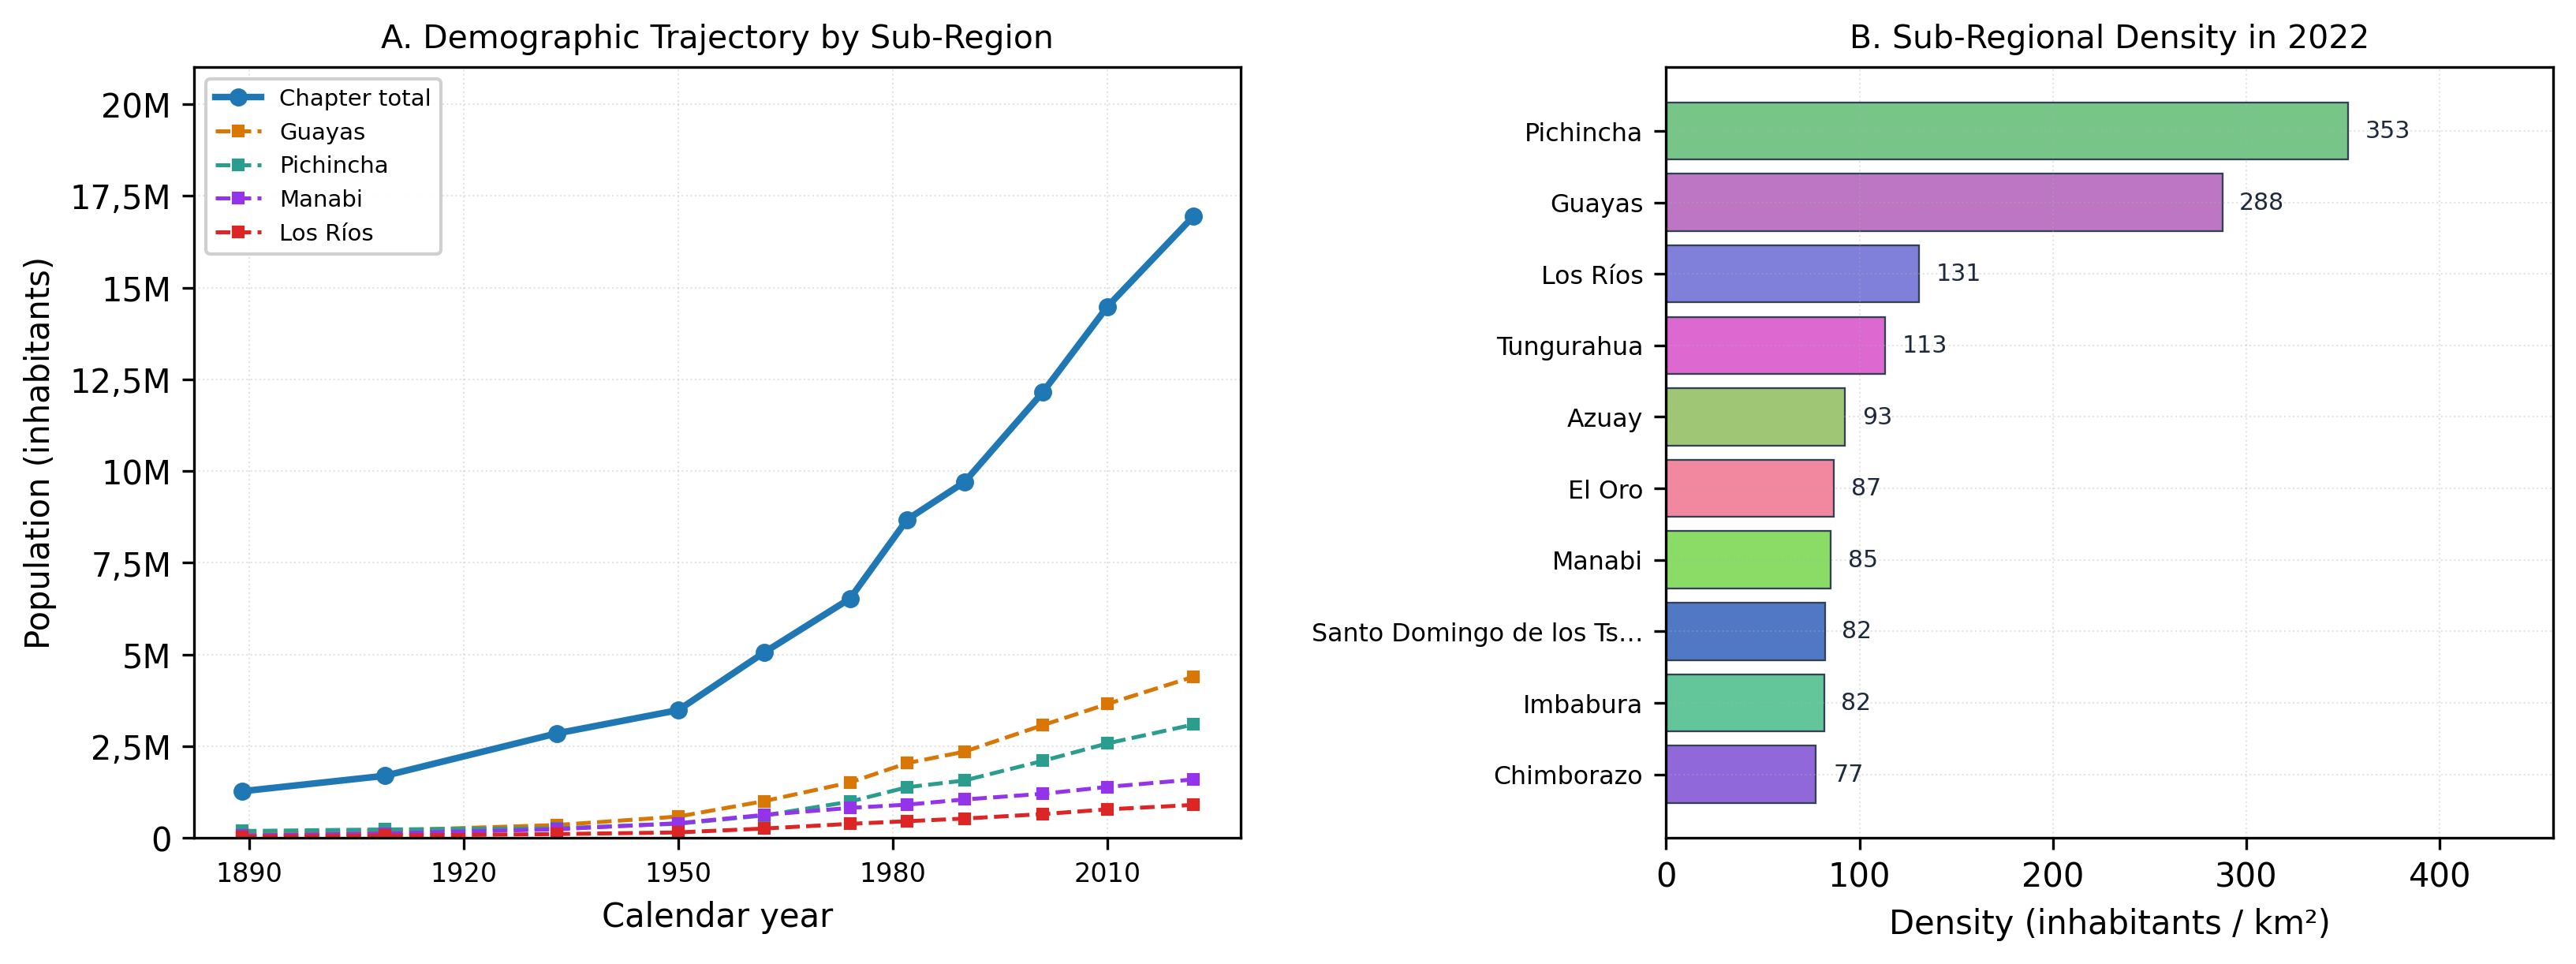 A. Demographic Trajectory by Sub-Region
Population (inhabitants)
20M
17,5M
15M
12,5M
10M
7,5M
5M
2,5M
0
Chapter total
Guayas
Pichincha
Manabi
Los Ríos
1890
1920
1950
1980
2010
Calendar year
B. Sub-Regional Density in 2022
Pichincha 353
Guayas 288
Los Ríos 131
Tungurahua 113
Azuay 93
El Oro 87
Manabi 85
Santo Domingo de los Ts... 82
Imbabura 82
Chimborazo 77
0
100
200
300
400
Density (inhabitants / km²)